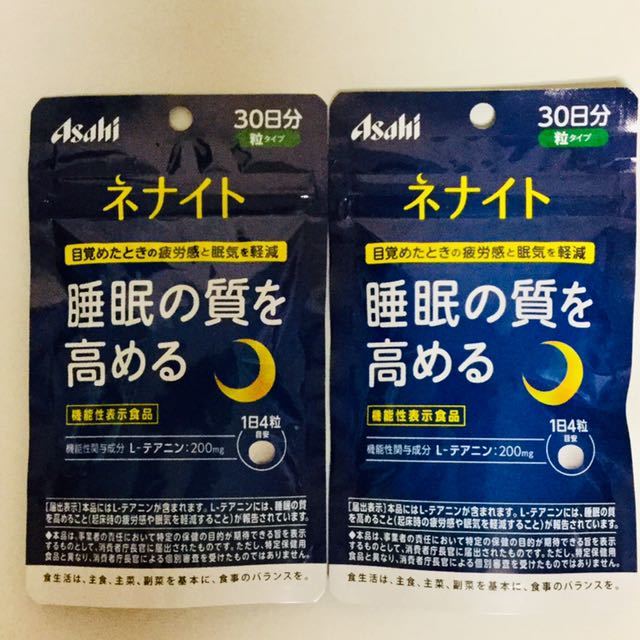 Asahi
30日分
粒タイプ
ネナイト
目覚めたときの疲労感と眠気を軽減
睡眠の質を
高める
機能性表示食品
1日4粒
目安
機能性関与成分 L-テアニン:200mg
【届出表示】本品にはL-テアニンが含まれます。L-テアニンには、睡眠の質
を高めること(起床時の疲労感や眠気を軽減すること)が報告されています。
◆本品は、事業者の責任において特定の保健の目的が期待できる旨を表示
するものとして、消費者庁長官に届出されたものです。ただし、特定保健用
食品と異なり、消費者庁長官による個別審査を受けたものではありません。
食生活は、主食、主菜、副菜を基本に、食事のバランスを。
Asahi
30日分
粒タイプ
ネナイト
目覚めたときの疲労感と眠気を軽減
睡眠の質を
高める
機能性表示食品
1日4粒
目安
機能性関与成分 L-テアニン:200mg
【届出表示】本品にはL-テアニンが含まれます。L-テアニンには、睡眠の質
を高めること(起床時の疲労感や眠気を軽減すること)が報告されています。
◆本品は、事業者の責任において特定の保健の目的が期待できる旨を表示
するものとして、消費者庁長官に届出されたものです。ただし、特定保健用
食品と異なり、消費者庁長官による個別審査を受けたものではありません。
食生活は、主食、主菜、副菜を基本に、食事のバランスを。